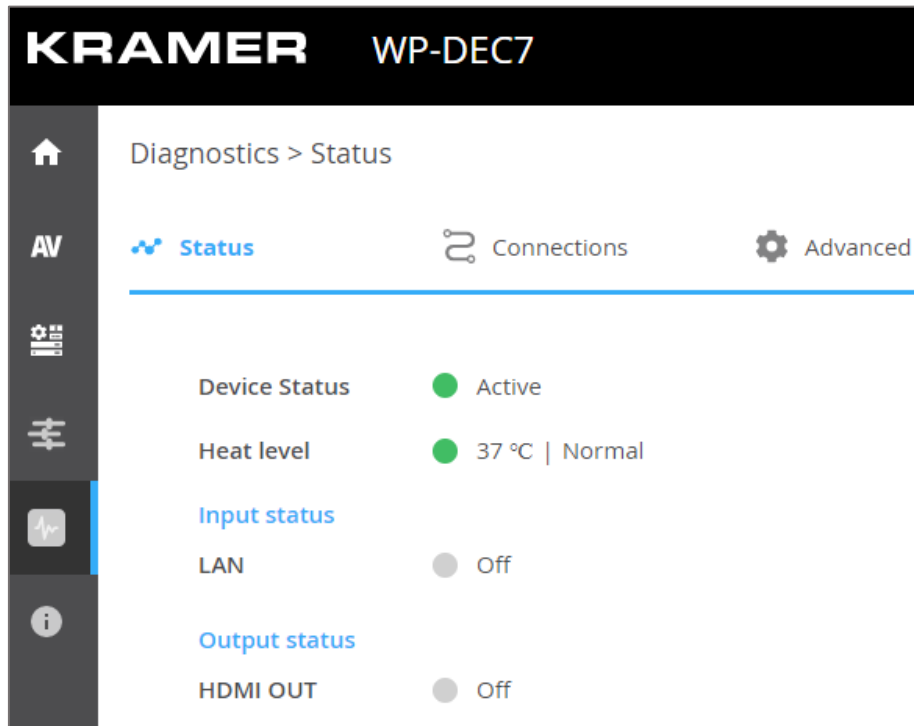 KRAMER WP-DEC7
Diagnostics > Status
AV
Status Connections Advanced
Device Status Active
Heat level 37 °C | Normal
Input status
LAN Off
Output status
HDMI OUT Off